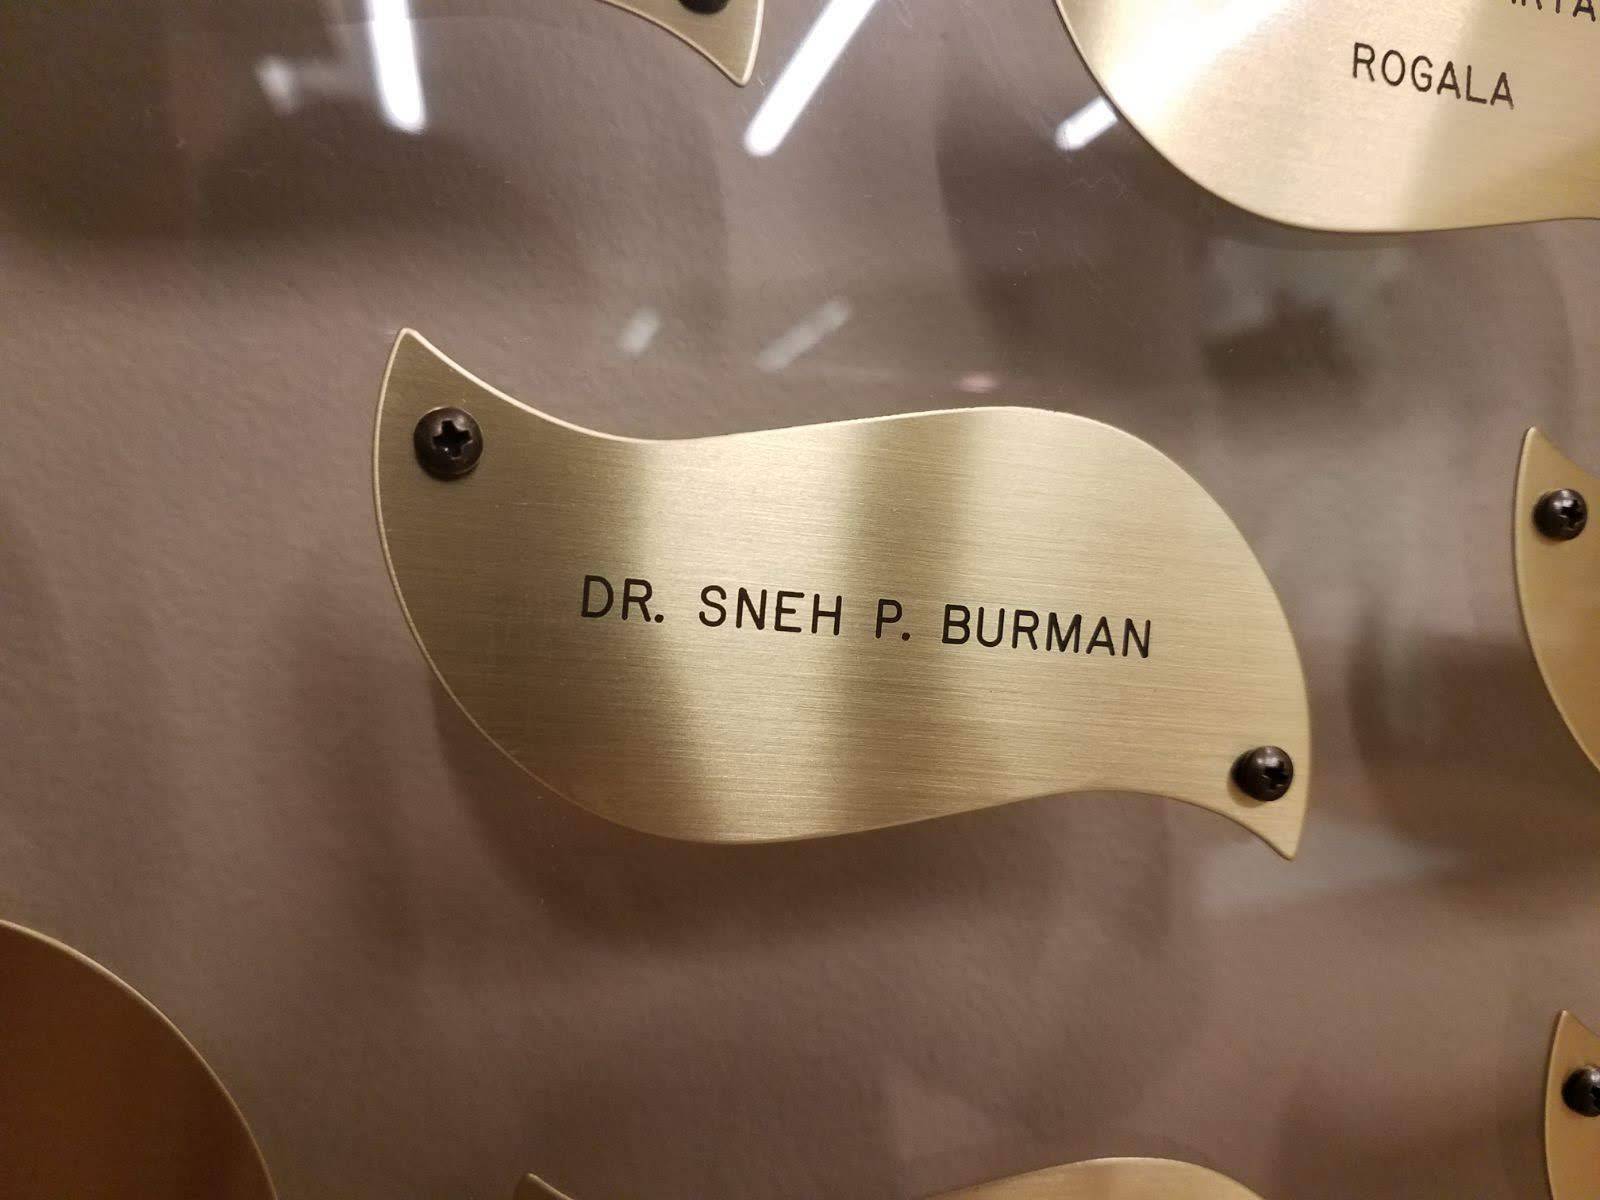 ROGALA
DR. SNEH P. BURMAN